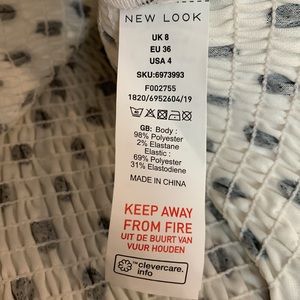 NEW LOOK
UK 8
EU 36
USA 4
SKU:6973993
F002755
1820/6952604/19
GB: Body :
98% Polyester
2% Elastane
Elastic :
69% Polyester
31% Elastodiene
MADE IN CHINA
KEEP AWAY
FROM FIRE
UIT DE BUURT VAN
VUUR HOUDEN
clevercare.
info